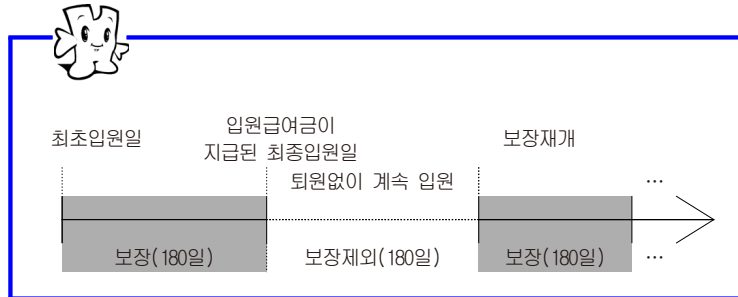 최초입원일
입원급여금이
지급된 최종입원일
보장재개
퇴원없이 계속 입원
…
보장(180일)
보장제외(180일)
보장(180일)
…